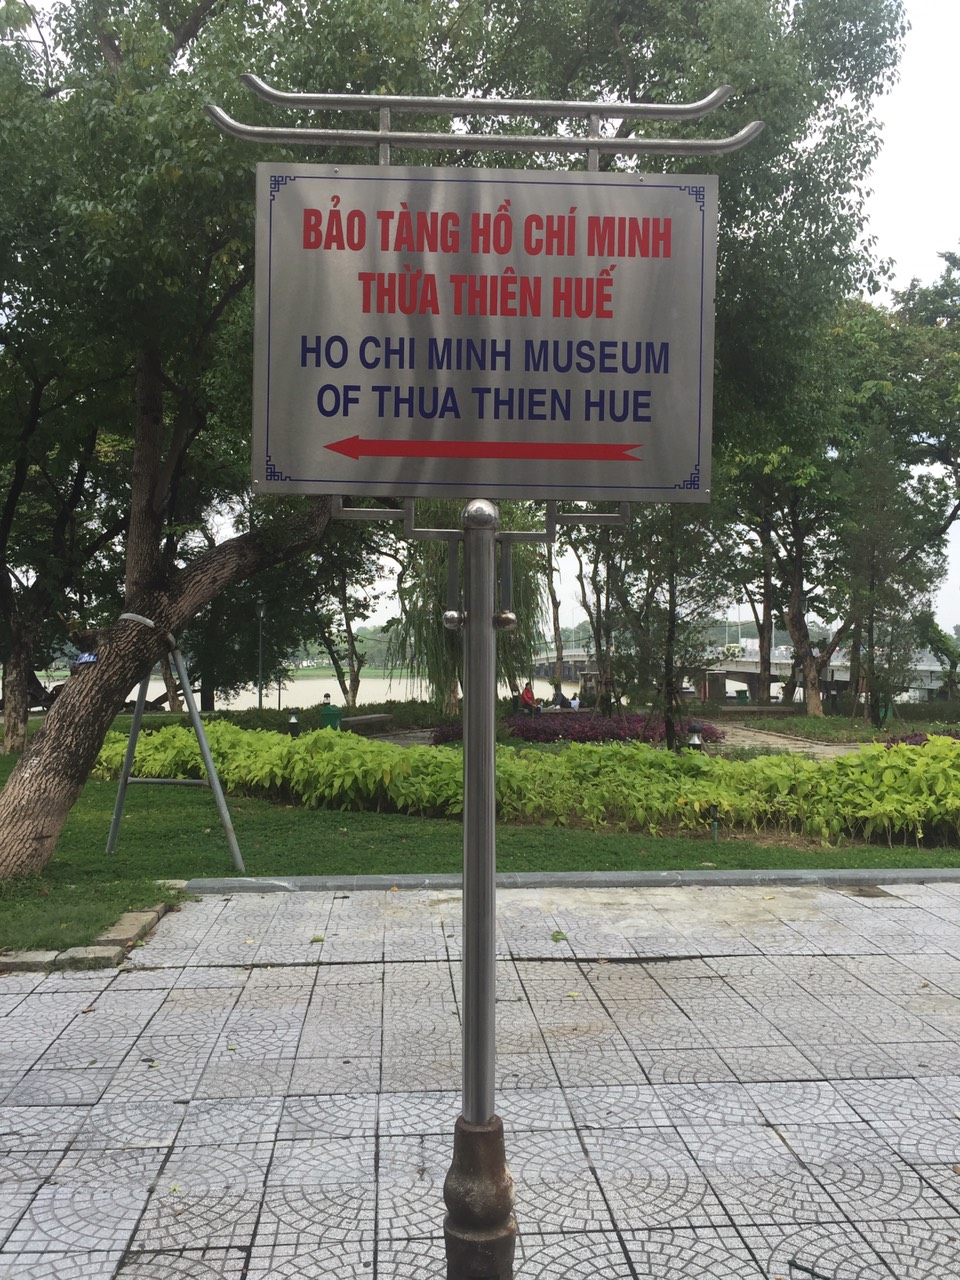 BẢO TÀNG HỒ CHÍ MINH
THỪA THIÊN HUẾ
HO CHI MINH MUSEUM
OF THUA THIEN HUE